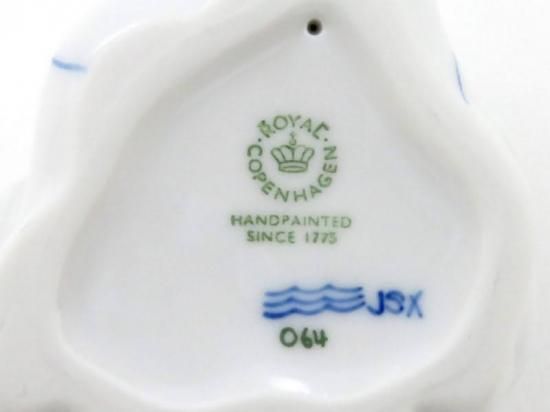 ROYAL COPENHAGEN
HANDPAINTED
SINCE 1775
JSX
064